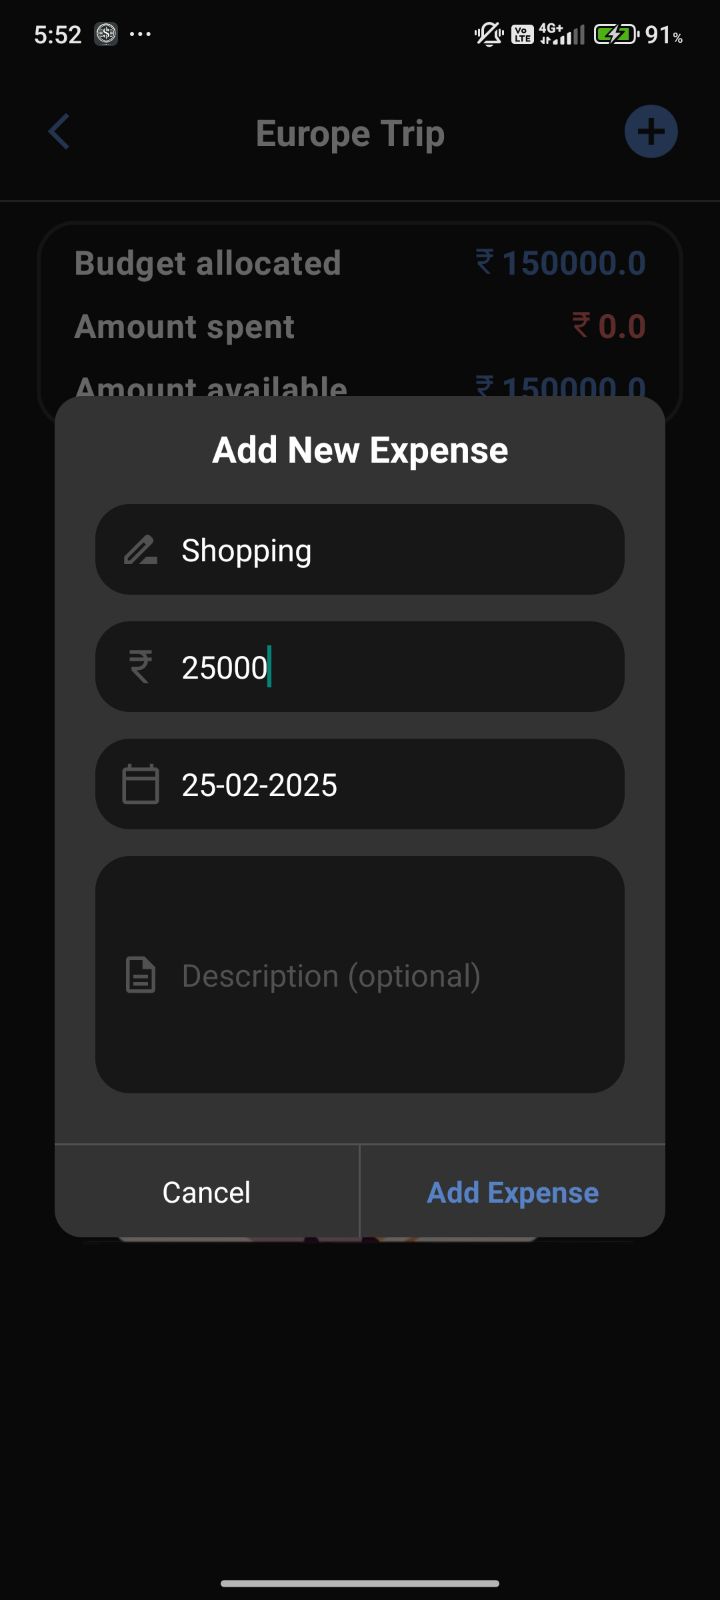 5:52 ... Vo LTE 4G+ 91%
Europe Trip
Budget allocated ₹ 150000.0
Amount spent ₹ 0.0
Amount available ₹ 150000.0
Add New Expense
Shopping
₹ 25000
25-02-2025
Description (optional)
Cancel Add Expense